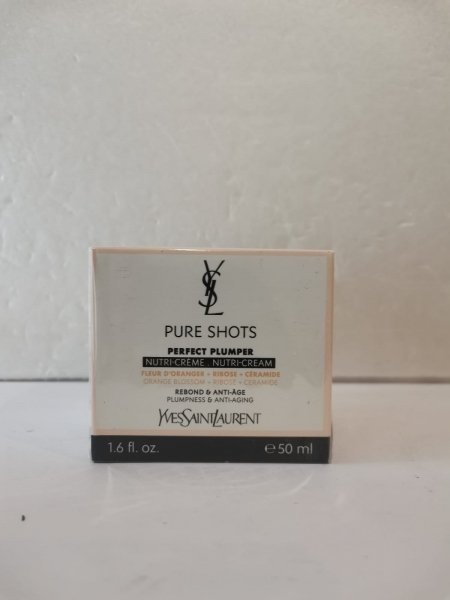 YSL
PURE SHOTS
PERFECT PLUMPER
NUTRI-CRÈME . NUTRI-CREAM
FLEUR D'ORANGER + RIBOSE + CÉRAMIDE
ORANGE BLOSSOM + RIBOSE + CERAMIDE
REBOND & ANTI-ÂGE
PLUMPNESS & ANTI-AGING
YVESSAINTLAURENT
1.6 fl. oz. ℮ 50 ml